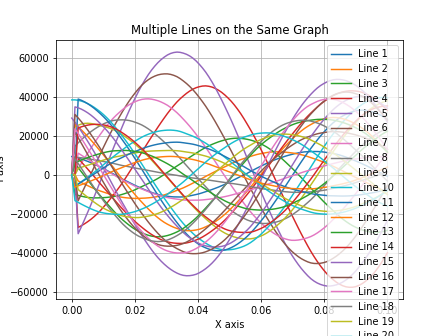 Multiple Lines on the Same Graph
60000
40000
20000
0
−20000
−40000
−60000
0.00
0.02
0.04
0.06
X axis
Line 1
Line 2
Line 3
Line 4
Line 5
Line 6
Line 7
Line 8
Line 9
Line 10
Line 11
Line 12
Line 13
Line 14
Line 15
Line 16
Line 17
Line 18
Line 19
Line 20